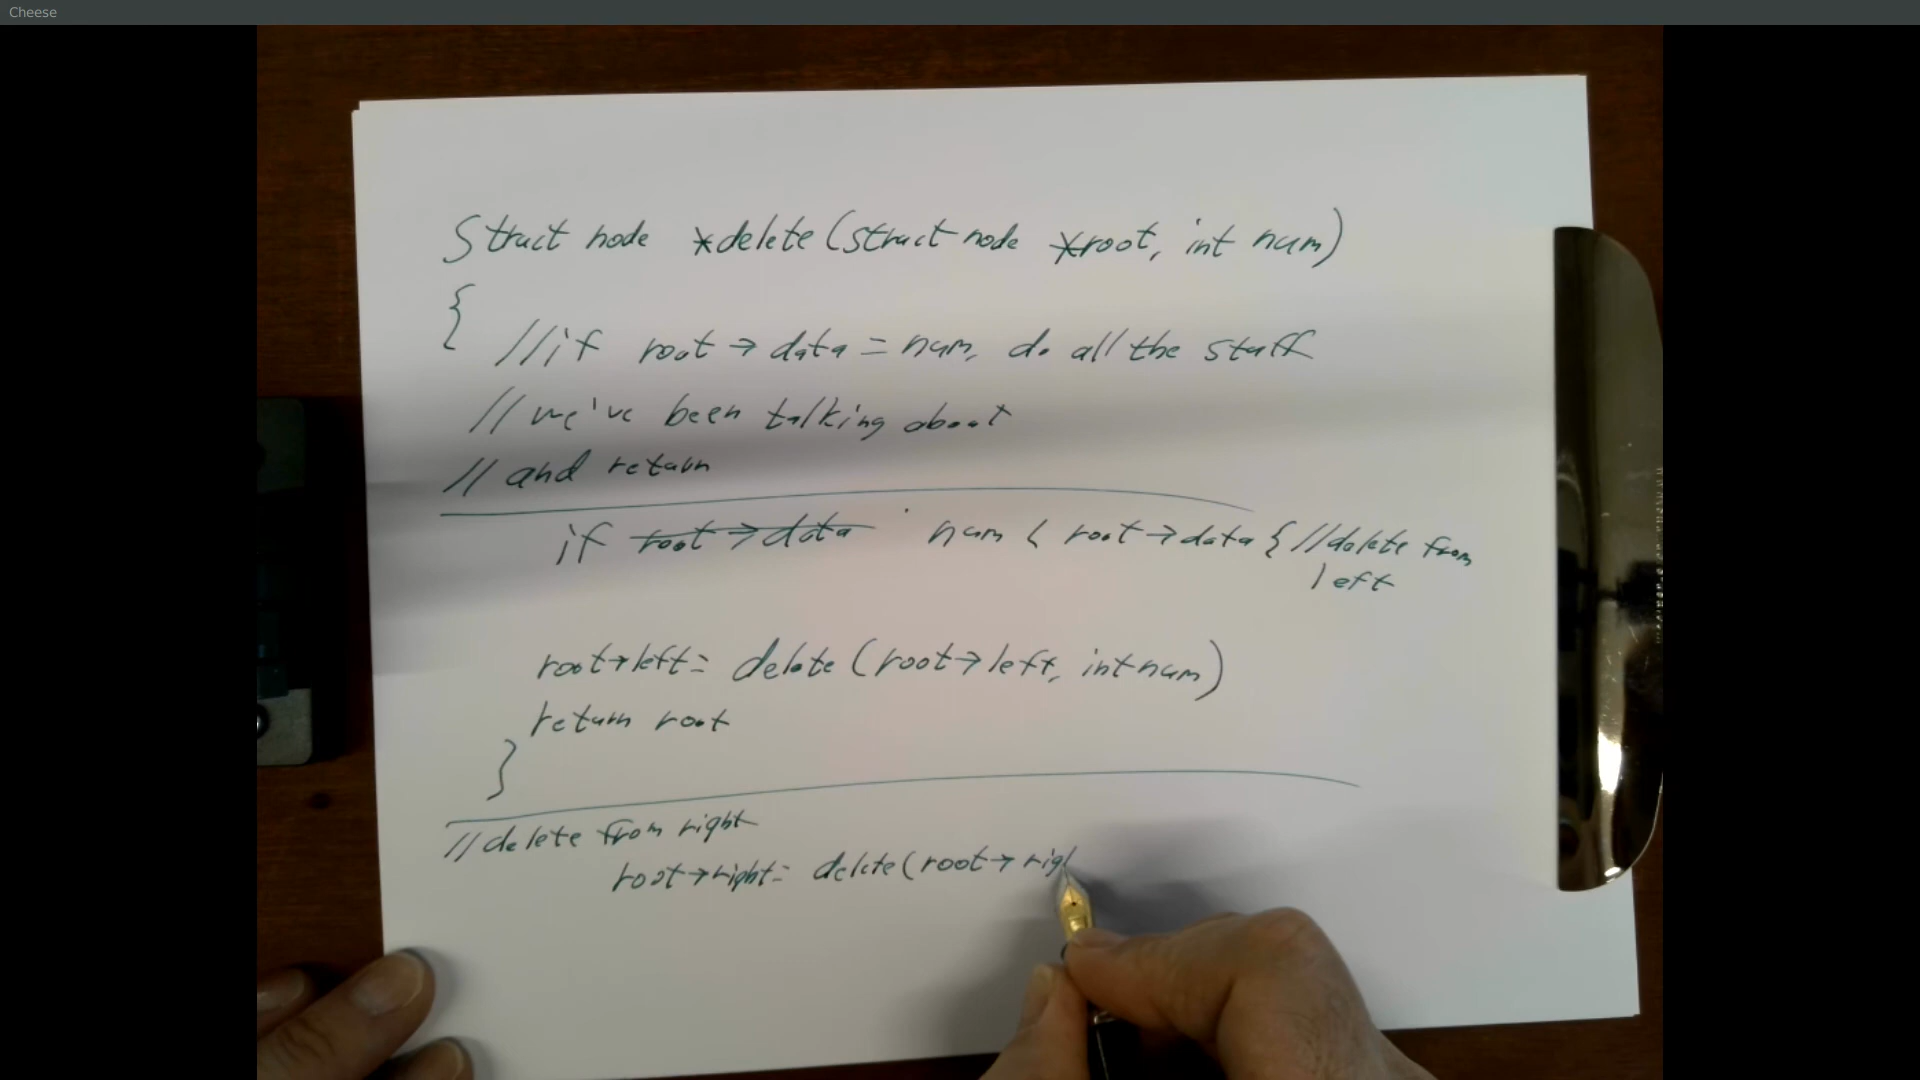 Cheese
Struct node *delete(struct node *root, int num)
{
//if root → data = num, do all the stuff
//we've been talking about
// and return
if root → data num < root → data { //delete from
left
root→left = delete (root → left, int num)
return root
}
//delete from right
root→right = delete (root → righ